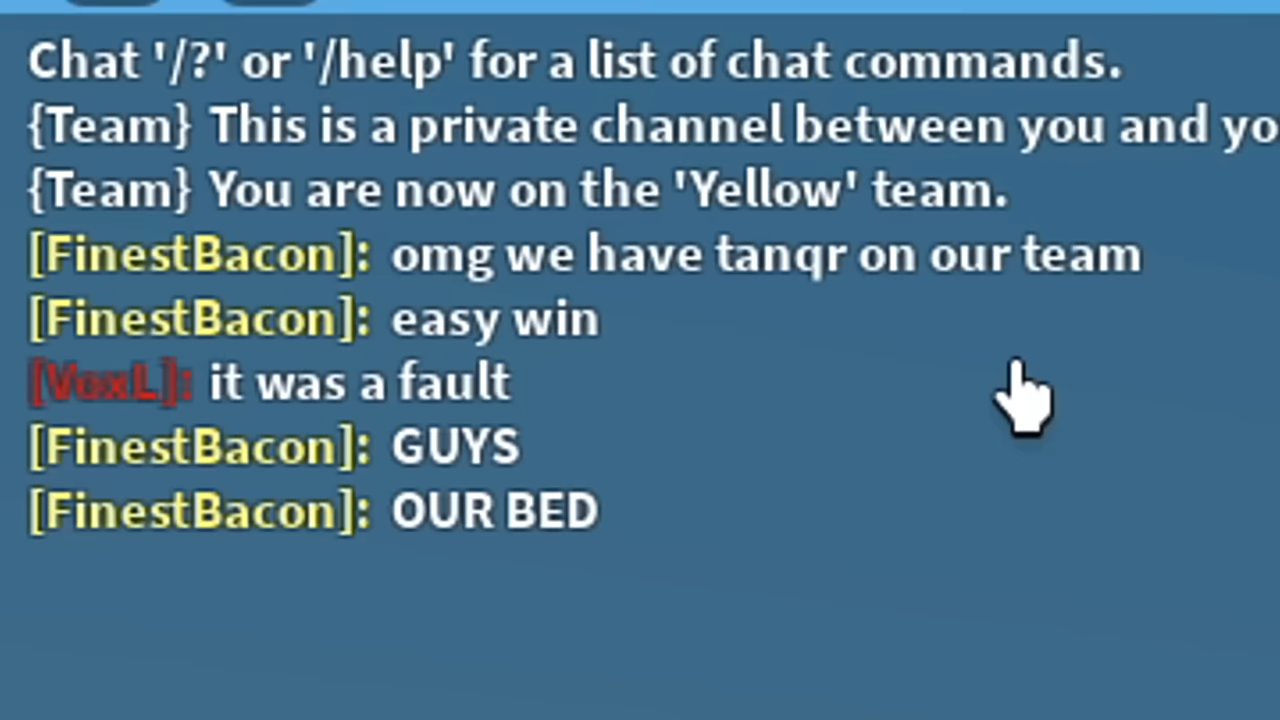 Chat '/?' or '/help' for a list of chat commands.
{Team} This is a private channel between you and yo
{Team} You are now on the 'Yellow' team.
[FinestBacon]: omg we have tanqr on our team
[FinestBacon]: easy win
[VoxL]: it was a fault
[FinestBacon]: GUYS
[FinestBacon]: OUR BED